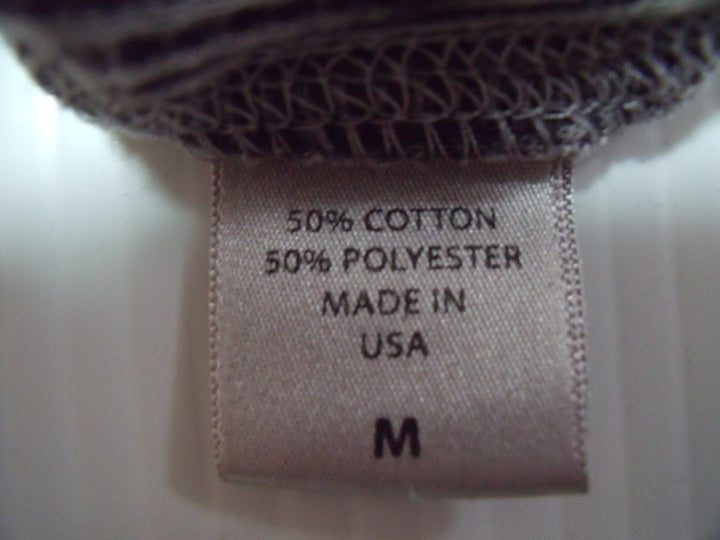 50% COTTON
50% POLYESTER
MADE IN
USA
M